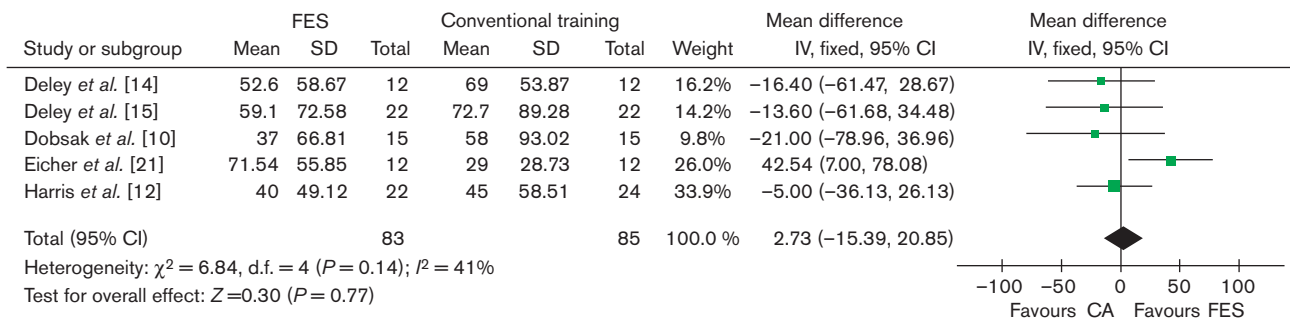 FES Conventional training Mean difference Mean difference
Study or subgroup Mean SD Total Mean SD Total Weight IV, fixed, 95% CI IV, fixed, 95% CI
Deley et al. [14] 52.6 58.67 12 69 53.87 12 16.2% −16.40 (−61.47, 28.67)
Deley et al. [15] 59.1 72.58 22 72.7 89.28 22 14.2% −13.60 (−61.68, 34.48)
Dobsak et al. [10] 37 66.81 15 58 93.02 15 9.8% −21.00 (−78.96, 36.96)
Eicher et al. [21] 71.54 55.85 12 29 28.73 12 26.0% 42.54 (7.00, 78.08)
Harris et al. [12] 40 49.12 22 45 58.51 24 33.9% −5.00 (−36.13, 26.13)
Total (95% CI) 83 85 100.0 % 2.73 (−15.39, 20.85)
Heterogeneity: χ2 = 6.84, d.f. = 4 (P = 0.14); I2 = 41%
Test for overall effect: Z =0.30 (P = 0.77)
−100 −50 0 50 100
Favours CA Favours FES